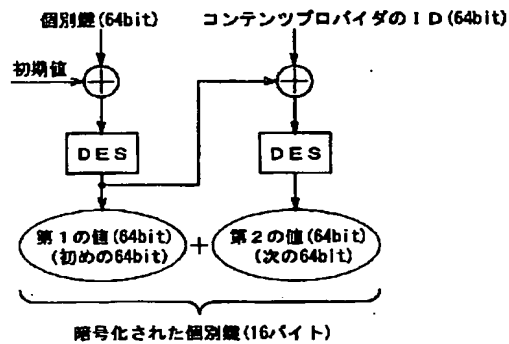 個別鍵(64bit)
コンテンツプロバイダのＩＤ(64bit)
初期値
ＤＥＳ
ＤＥＳ
第１の値(64bit)
(初めの64bit)
第２の値(64bit)
(次の64bit)
暗号化された個別鍵(16バイト)